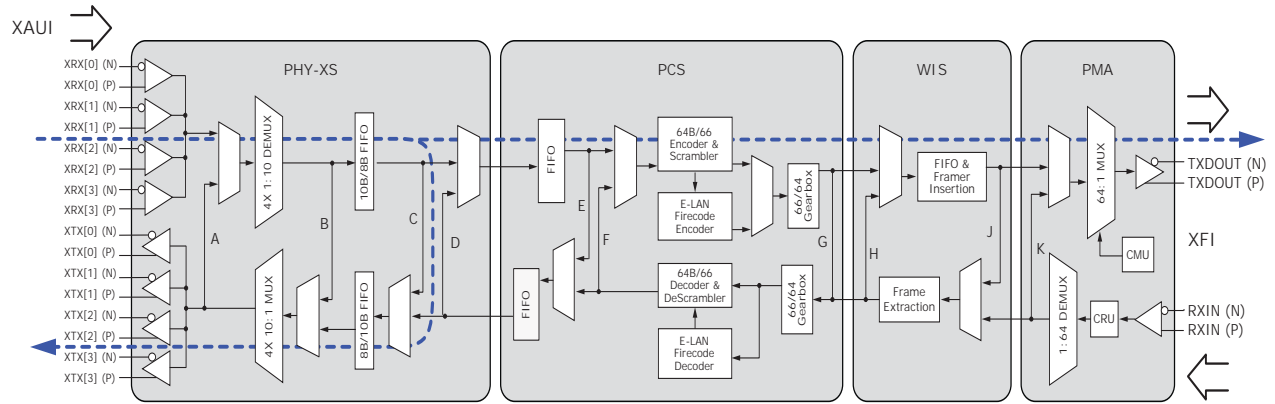 XAUI
PHY-XS
PCS
WIS
PMA
XRX[0] (N)
XRX[0] (P)
XRX[1] (N)
XRX[1] (P)
XRX[2] (N)
XRX[2] (P)
XRX[3] (N)
XRX[3] (P)
XTX[0] (N)
XTX[0] (P)
XTX[1] (N)
XTX[1] (P)
XTX[2] (N)
XTX[2] (P)
XTX[3] (N)
XTX[3] (P)
A
4X 1:10 DEMUX
4X 10:1 MUX
B
10B/8B FIFO
8B/10B FIFO
C
D
FIFO
FIFO
E
F
64B/66
Encoder &
Scrambler
E-LAN
Firecode
Encoder
64B/66
Decoder &
DeScrambler
E-LAN
Firecode
Decoder
66/64
Gearbox
66/64
Gearbox
G
H
FIFO &
Framer
Insertion
Frame
Extraction
J
K
64:1 MUX
1:64 DEMUX
CMU
CRU
TXDOUT (N)
TXDOUT (P)
XFI
RXIN (N)
RXIN (P)